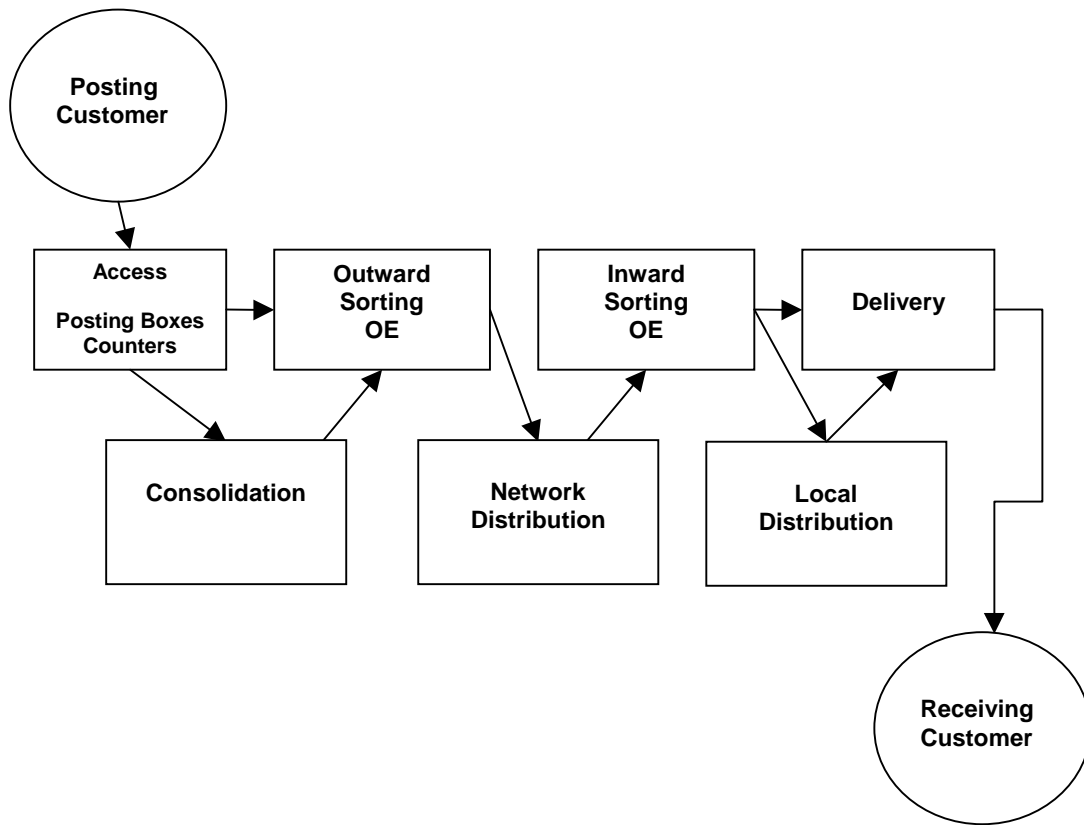 Posting
Customer
Access
Posting Boxes
Counters
Outward
Sorting
OE
Inward
Sorting
OE
Delivery
Consolidation
Network
Distribution
Local
Distribution
Receiving
Customer